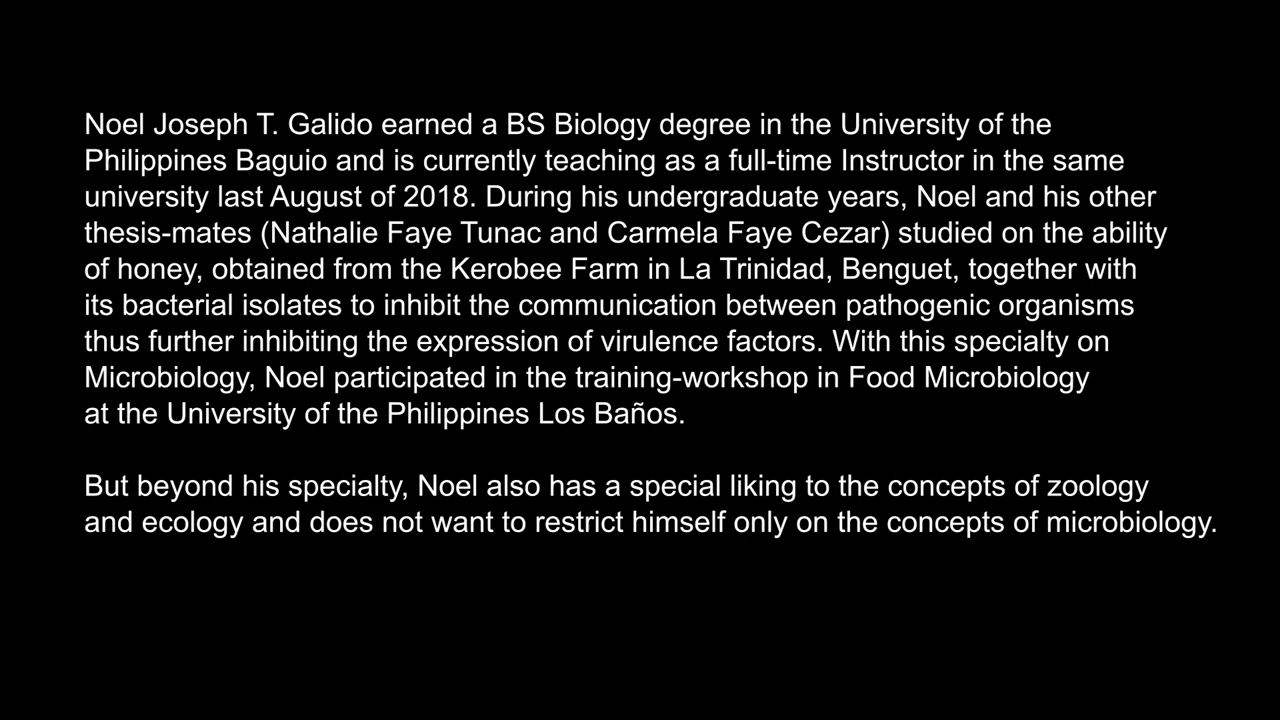 Noel Joseph T. Galido earned a BS Biology degree in the University of the
Philippines Baguio and is currently teaching as a full-time Instructor in the same
university last August of 2018. During his undergraduate years, Noel and his other
thesis-mates (Nathalie Faye Tunac and Carmela Faye Cezar) studied on the ability
of honey, obtained from the Kerobee Farm in La Trinidad, Benguet, together with
its bacterial isolates to inhibit the communication between pathogenic organisms
thus further inhibiting the expression of virulence factors. With this specialty on
Microbiology, Noel participated in the training-workshop in Food Microbiology
at the University of the Philippines Los Baños.
But beyond his specialty, Noel also has a special liking to the concepts of zoology
and ecology and does not want to restrict himself only on the concepts of microbiology.